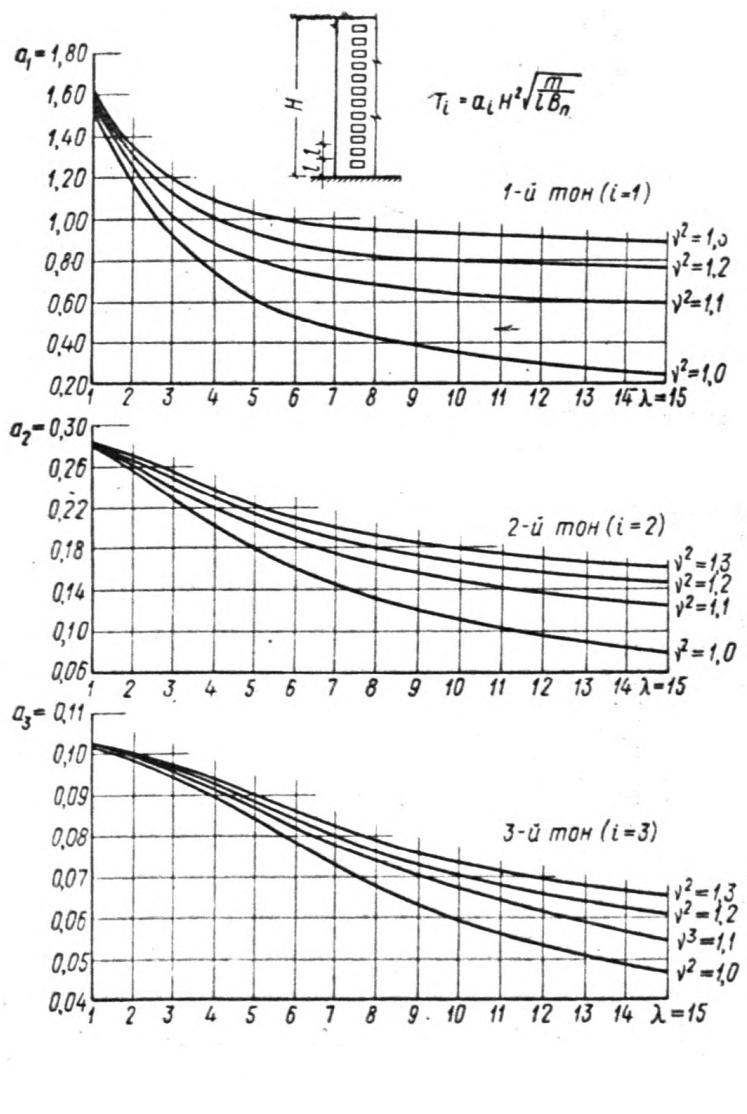 a₁=1,80
1,60
1,40
1,20
1,00
0,80
0,60
0,40
0,20
H
l l
Tᵢ = aᵢ H² √(m / l Bₙ)
1-й тон (i=1)
ν²=1,0
ν²=1,2
ν²=1,1
ν²=1,0
1 2 3 4 5 6 7 8 9 10 11 12 13 14 λ=15
a₂=0,30
0,26
0,22
0,18
0,14
0,10
0,06
2-й тон (i=2)
ν²=1,3
ν²=1,2
ν²=1,1
ν²=1,0
1 2 3 4 5 6 7 8 9 10 11 12 13 14 λ=15
a₃= 0,11
0,10
0,09
0,08
0,07
0,06
0,05
0,04
3-й тон (i=3)
ν²=1,3
ν²=1,2
ν³=1,1
ν²=1,0
1 2 3 4 5 6 7 8 9 10 11 12 13 14 λ=15